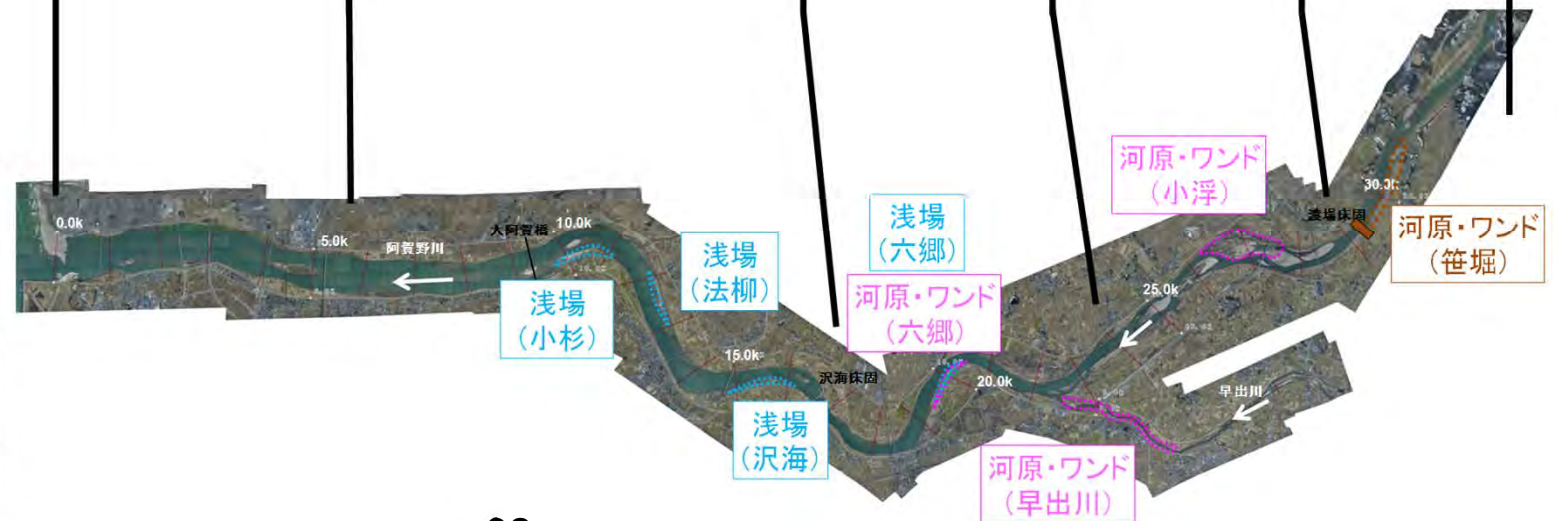 河原・ワンド
(小浮)
30.0k
渡場床固
河原・ワンド
(笹堀)
浅場
(六郷)
0.0k
5.0k
阿賀野川
大阿賀橋
10.0k
浅場
(法柳)
浅場
(小杉)
河原・ワンド
(六郷)
25.0k
15.0k
沢海床固
20.0k
早出川
浅場
(沢海)
河原・ワンド
(早出川)